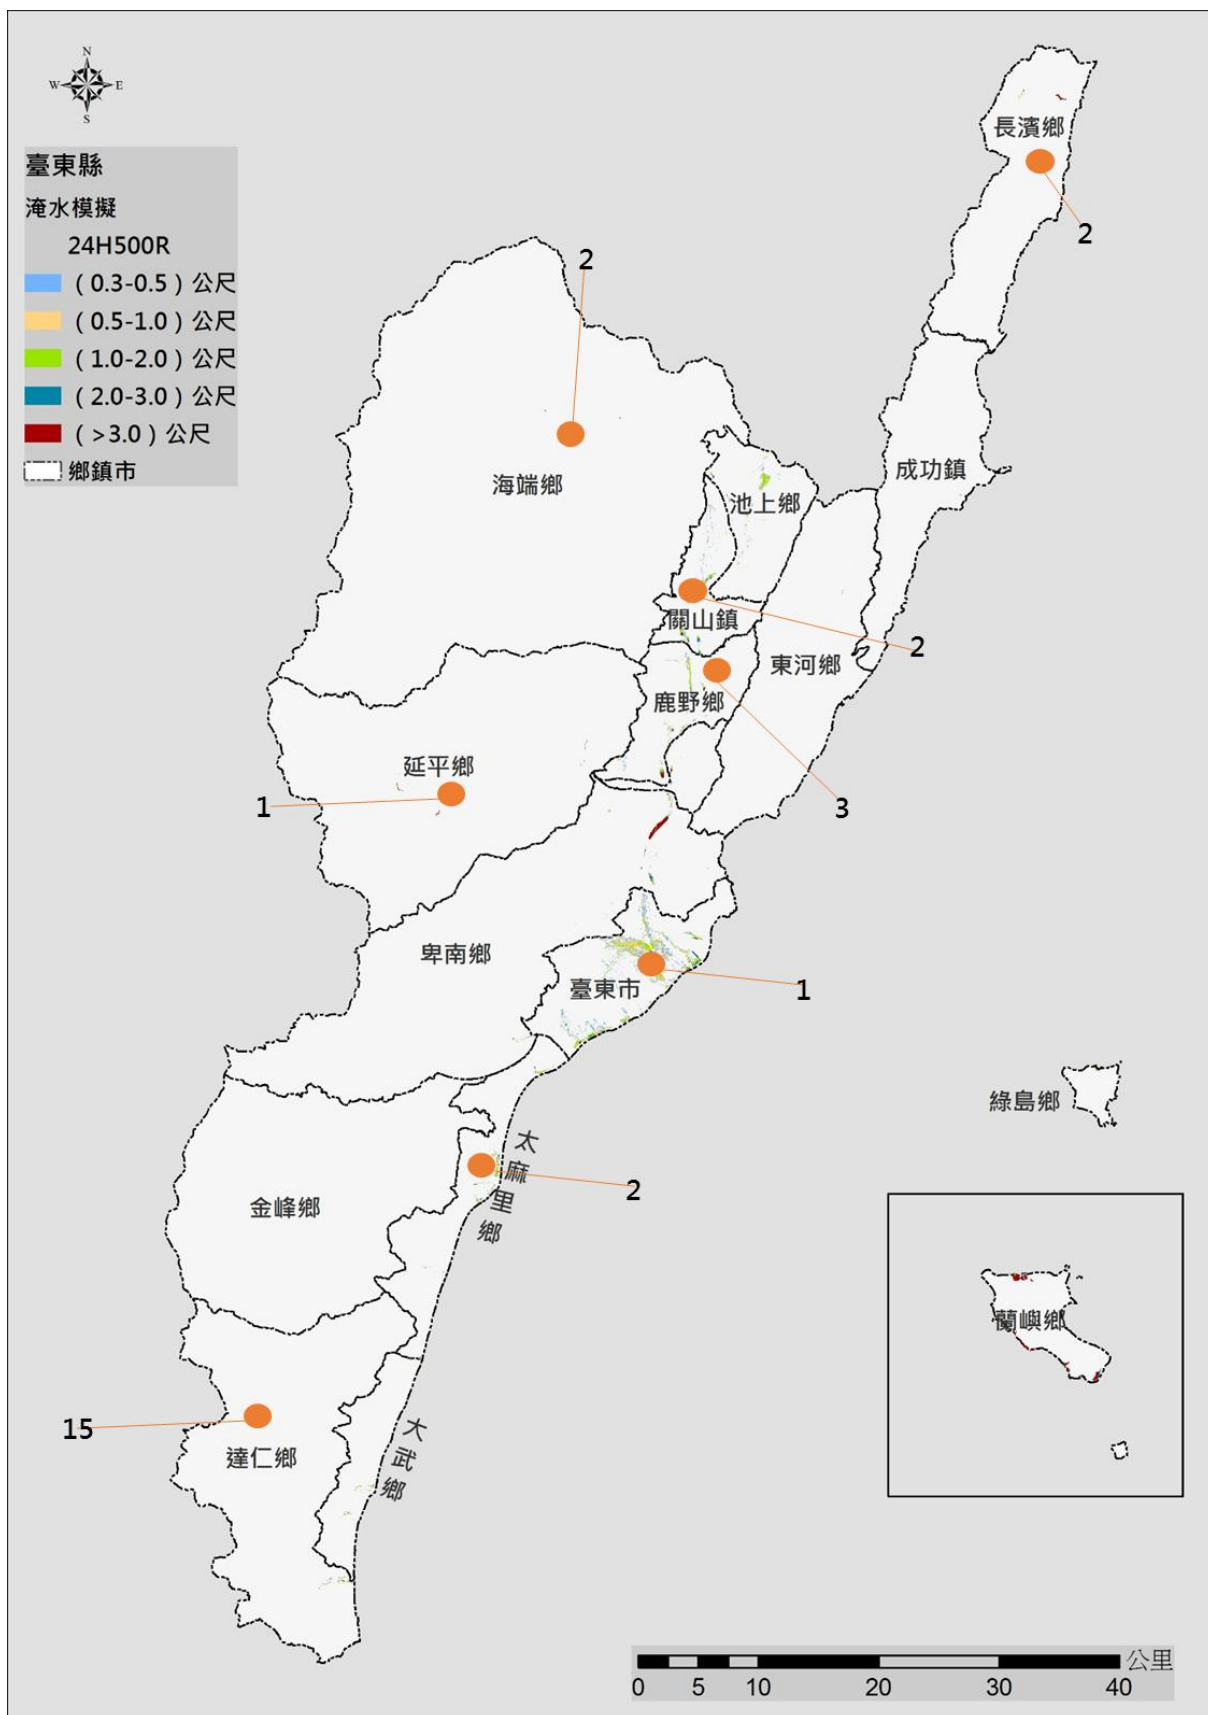 N
W E
S
臺東縣
淹水模擬
24H500R
（0.3-0.5）公尺
（0.5-1.0）公尺
（1.0-2.0）公尺
（2.0-3.0）公尺
（>3.0）公尺
鄉鎮市
長濱鄉
2
2
成功鎮
海端鄉
池上鄉
關山鎮
2
東河鄉
鹿野鄉
延平鄉
1
3
卑南鄉
臺東市
1
綠島鄉
太麻里鄉
2
金峰鄉
蘭嶼鄉
15
達仁鄉
大武鄉
公里
0 5 10 20 30 40